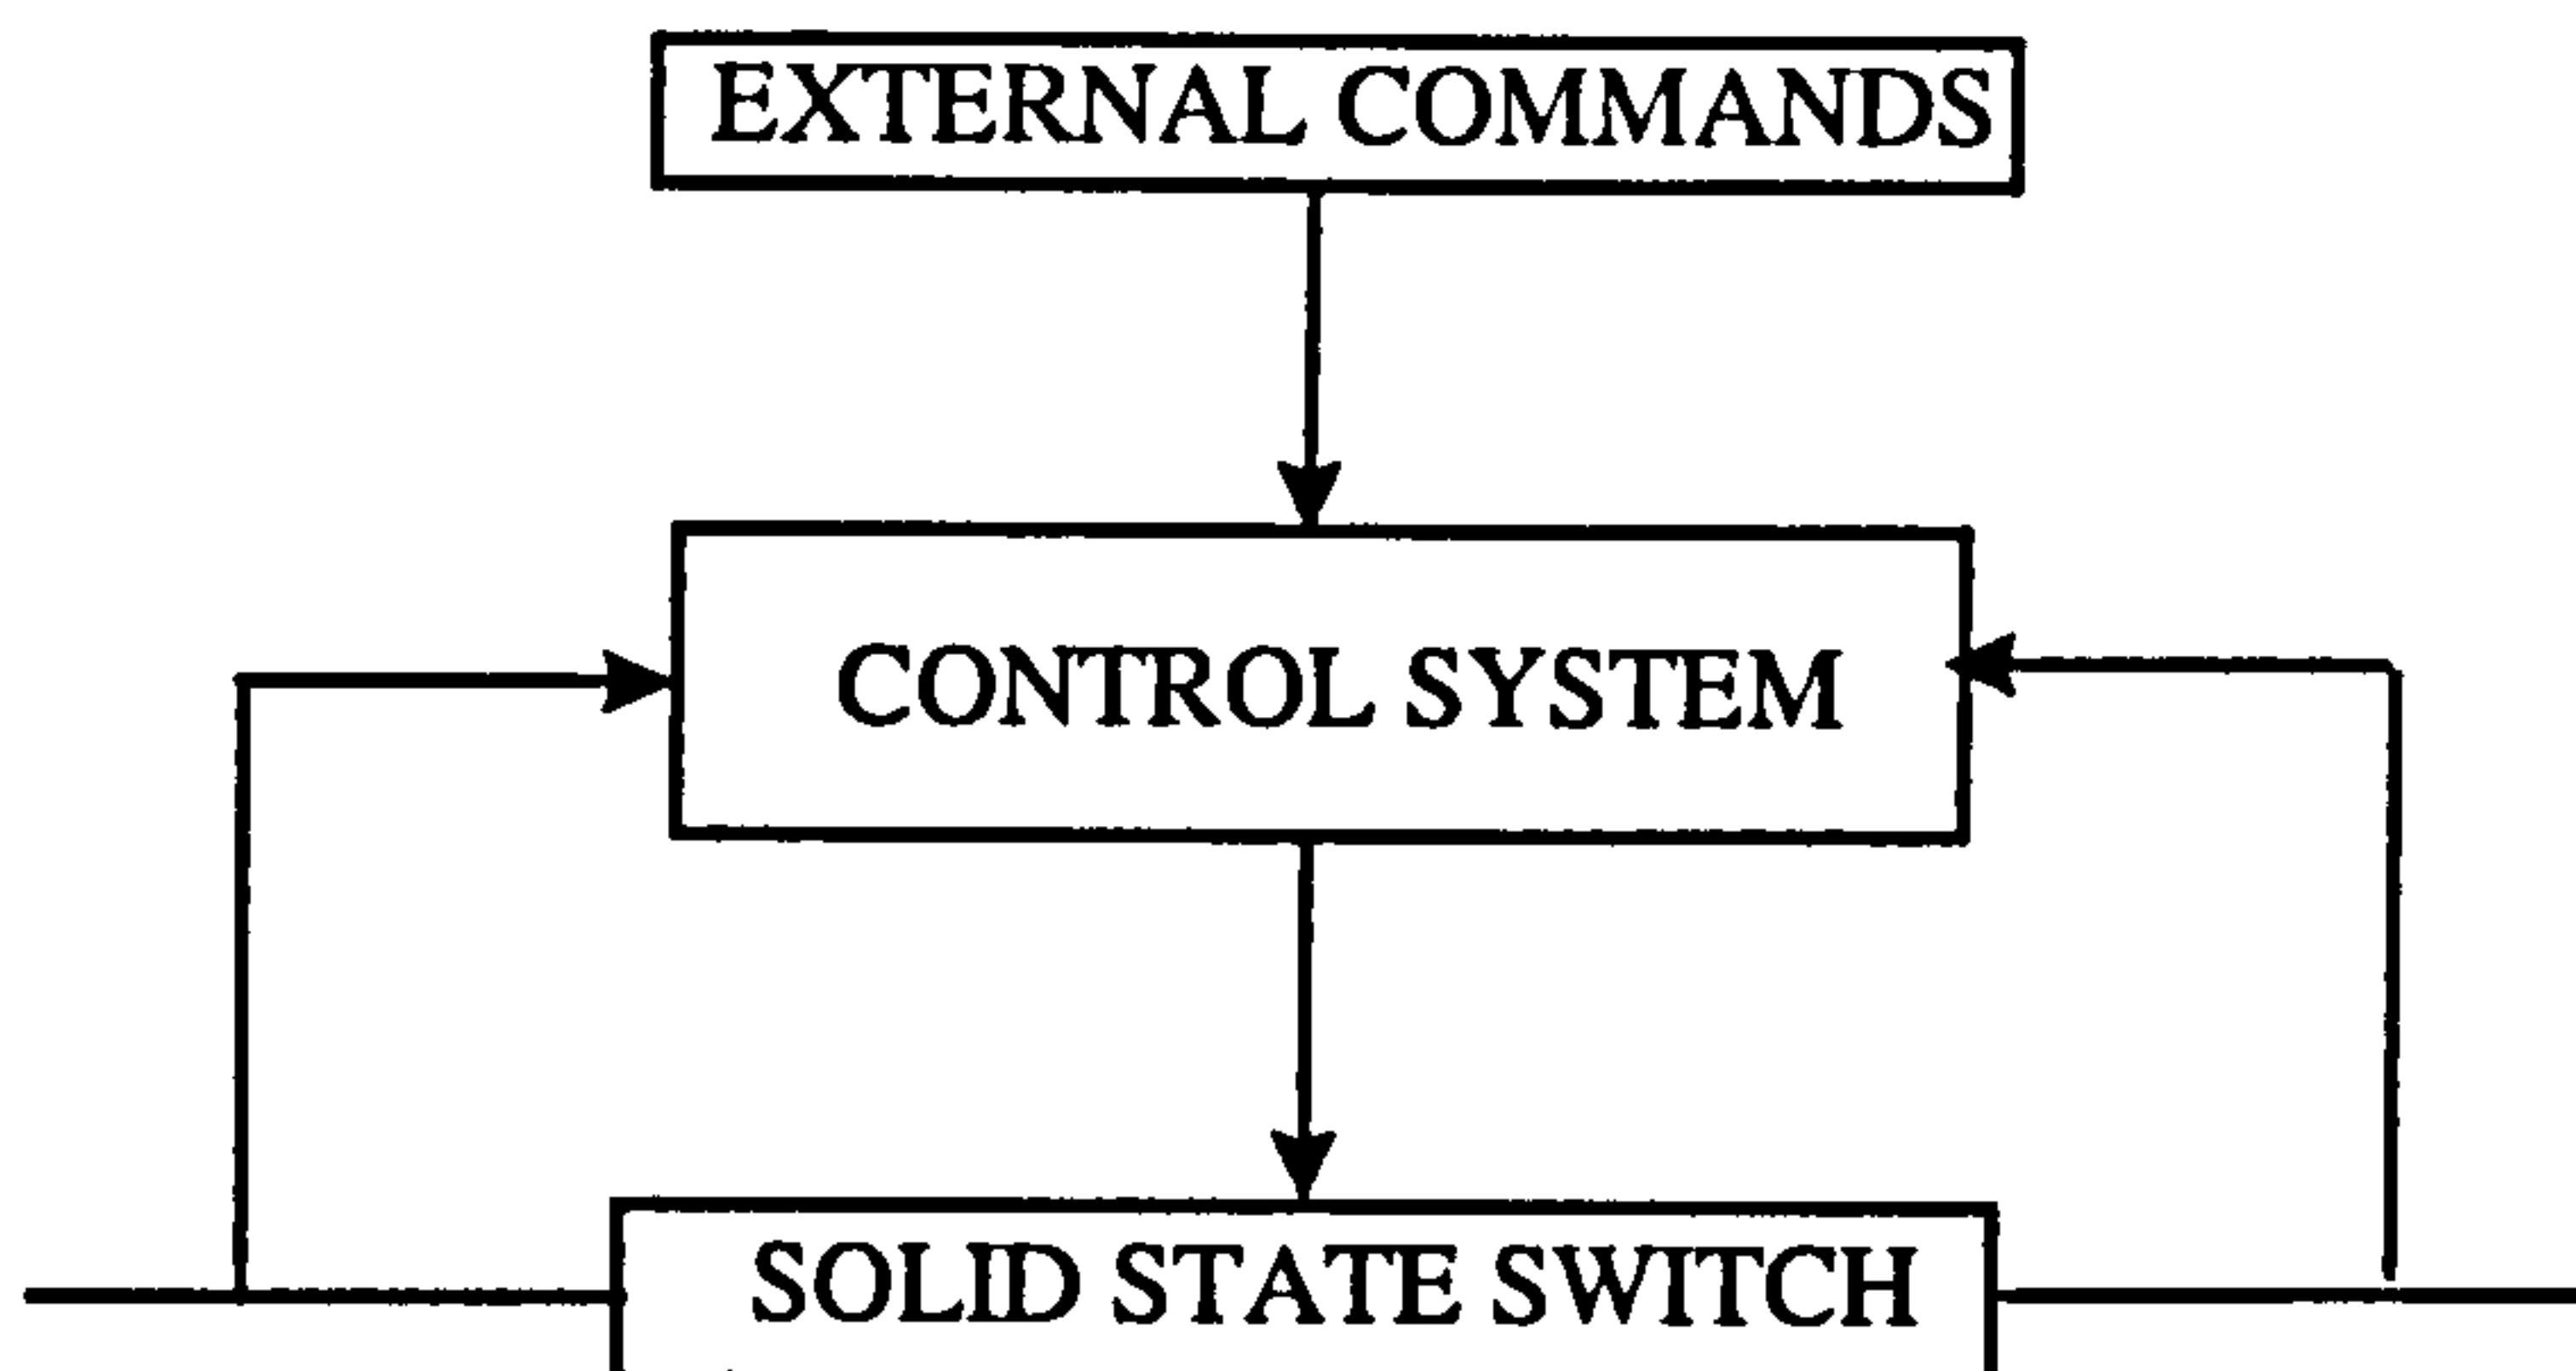 EXTERNAL COMMANDS
CONTROL SYSTEM
SOLID STATE SWITCH